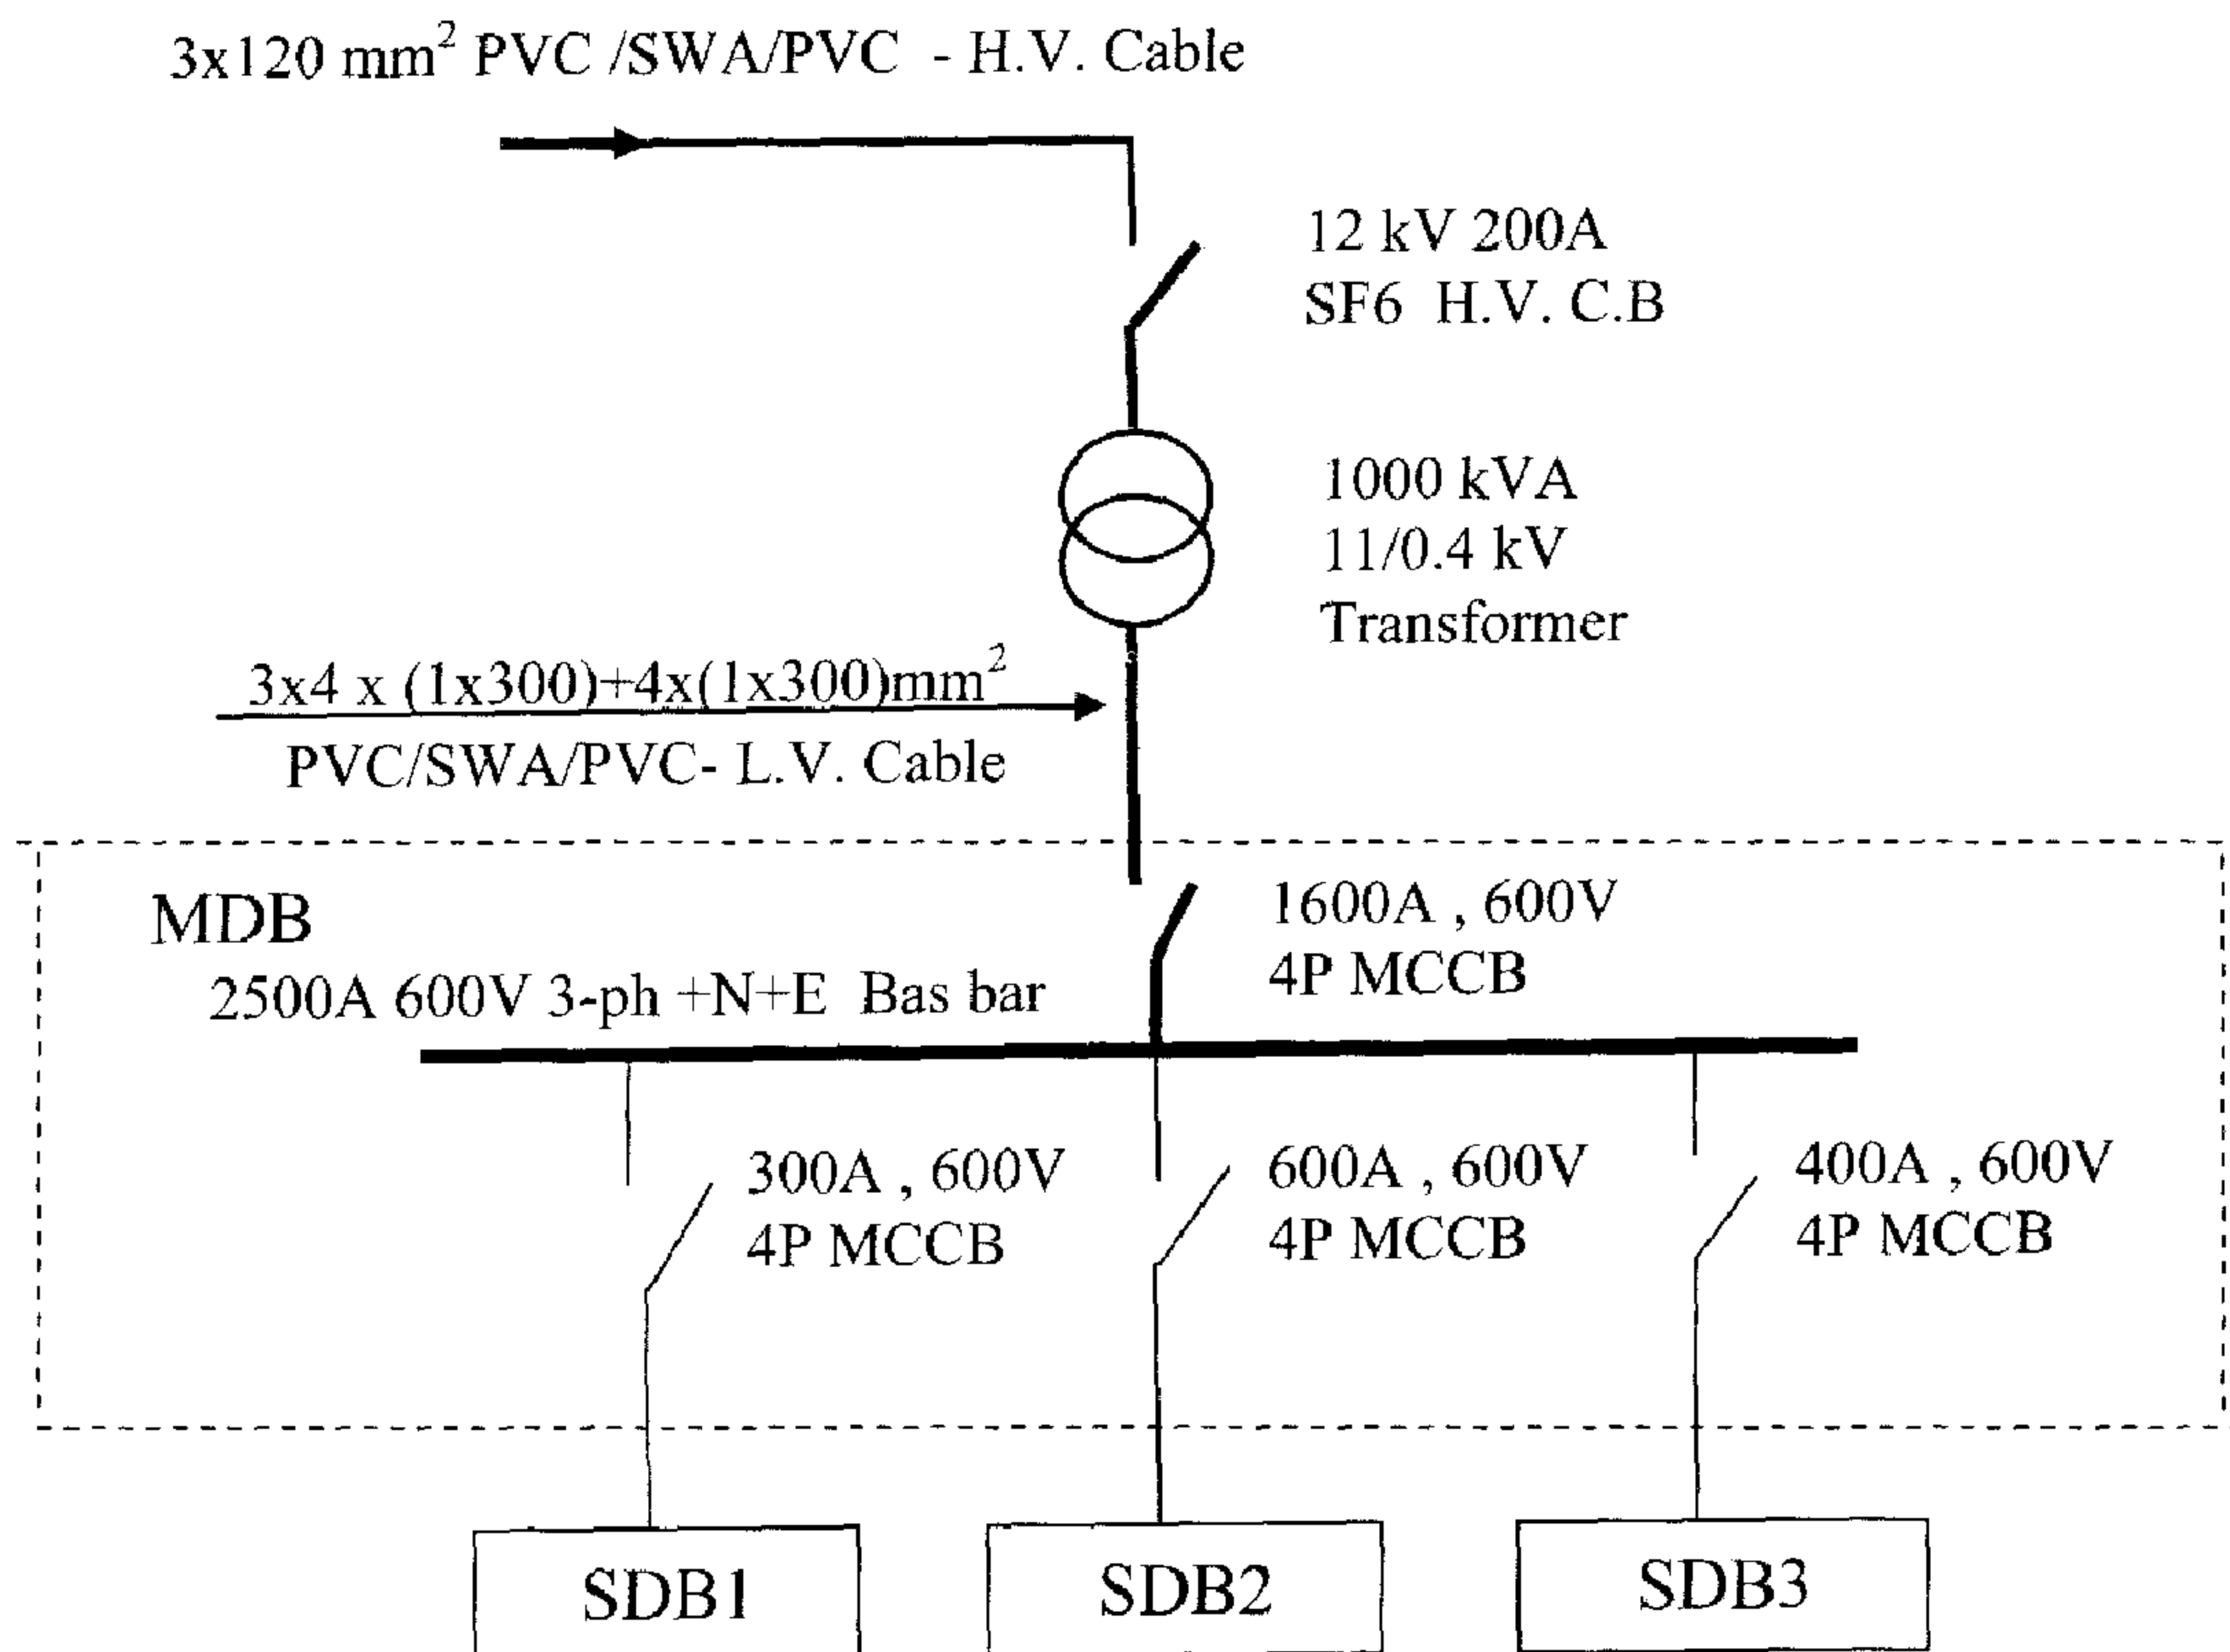 3x120 mm² PVC /SWA/PVC - H.V. Cable
12 kV 200A
SF6 H.V. C.B
1000 kVA
11/0.4 kV
Transformer
3x4 x (1x300)+4x(1x300)mm²
PVC/SWA/PVC- L.V. Cable
MDB
2500A 600V 3-ph +N+E Bas bar
1600A , 600V
4P MCCB
300A , 600V
4P MCCB
600A , 600V
4P MCCB
400A , 600V
4P MCCB
SDB1
SDB2
SDB3